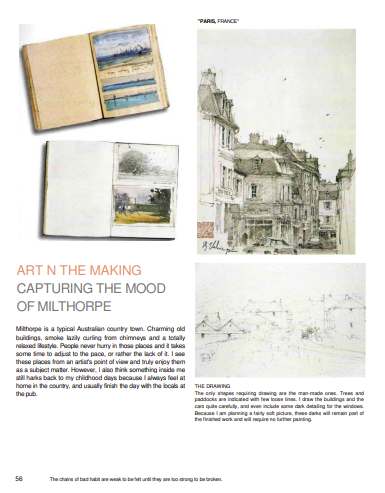 "PARIS, FRANCE"
ART N THE MAKING
CAPTURING THE MOOD
OF MILTHORPE
Milthorpe is a typical Australian country town. Charming old
buildings, smoke lazily curling from chimneys and a totally
relaxed lifestyle. People never hurry in those places and it takes
some time to adjust to the pace, or rather the lack of it. I see
these places from an artist's point of view and truly enjoy them
as a subject matter. However, I also think something inside me
still harks back to my childhood days because I always feel at
home in the country, and usually finish the day with the locals at
the pub.
THE DRAWING
The only shapes requiring drawing are the man-made ones. Trees and
paddocks are indicated with few loose lines. I draw the buildings and the
cars quite carefully, and even include some dark detailing for the windows.
Because I am planning a fairly soft picture, these darks will remain part of
the finished work and will require no further painting.
56 The chains of bad habit are weak to be felt until they are too strong to be broken.